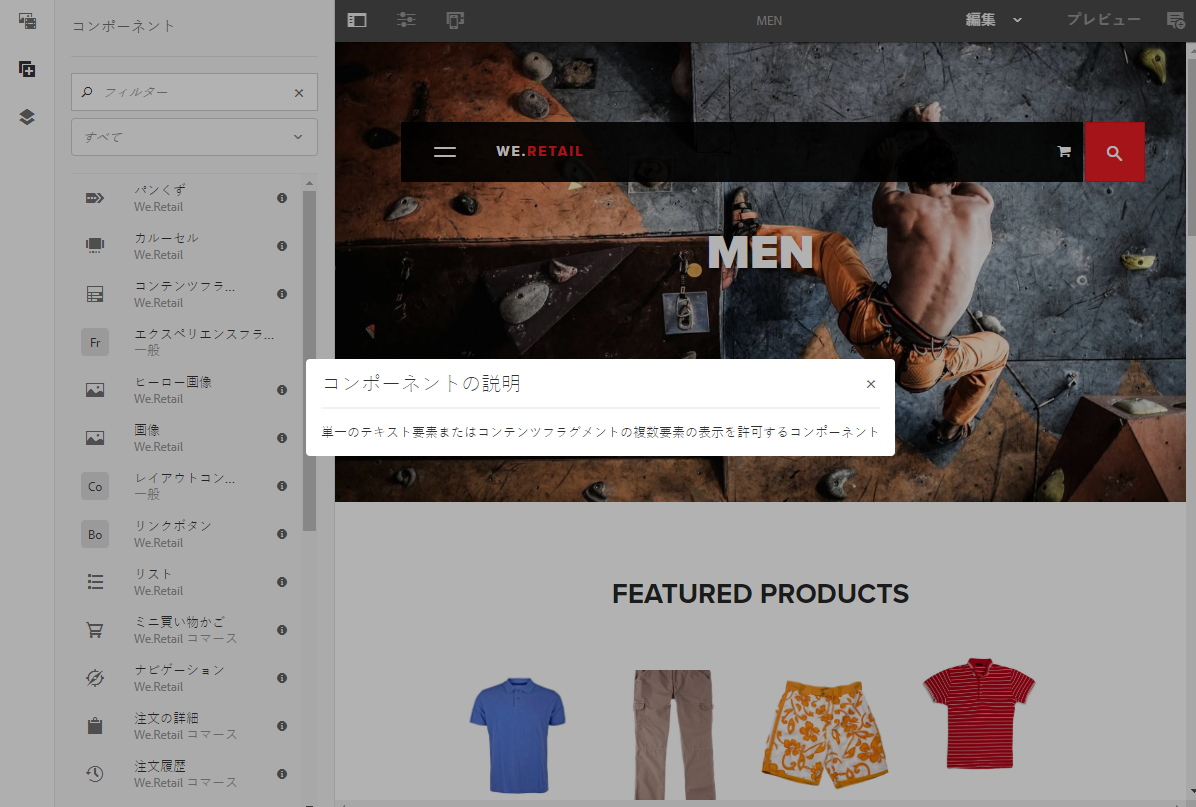 コンポーネント
MEN
編集
プレビュー
フィルター
すべて
パンくず
We.Retail
カルーセル
We.Retail
コンテンツフラ...
We.Retail
Fr
エクスペリエンスフラ...
一般
ヒーロー画像
We.Retail
画像
We.Retail
Co
レイアウトコン...
一般
Bo
リンクボタン
We.Retail
リスト
We.Retail
ミニ買い物かご
We.Retail コマース
ナビゲーション
We.Retail
注文の詳細
We.Retail コマース
注文履歴
We.Retail コマース
WE.RETAIL
MEN
コンポーネントの説明
単一のテキスト要素またはコンテンツフラグメントの複数要素の表示を許可するコンポーネント
FEATURED PRODUCTS